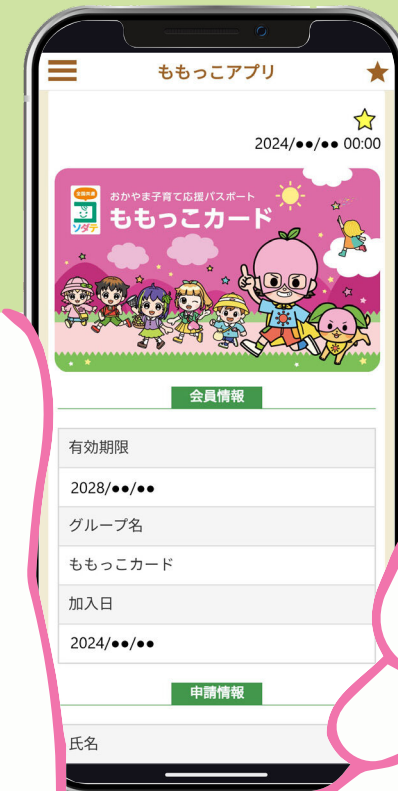 ももっこアプリ
2024/●●/●● 00:00
全国共通
コ
ソダテ
おかやま子育て応援パスポート
ももっこカード
会員情報
有効期限
2028/●●/●●
グループ名
ももっこカード
加入日
2024/●●/●●
申請情報
氏名